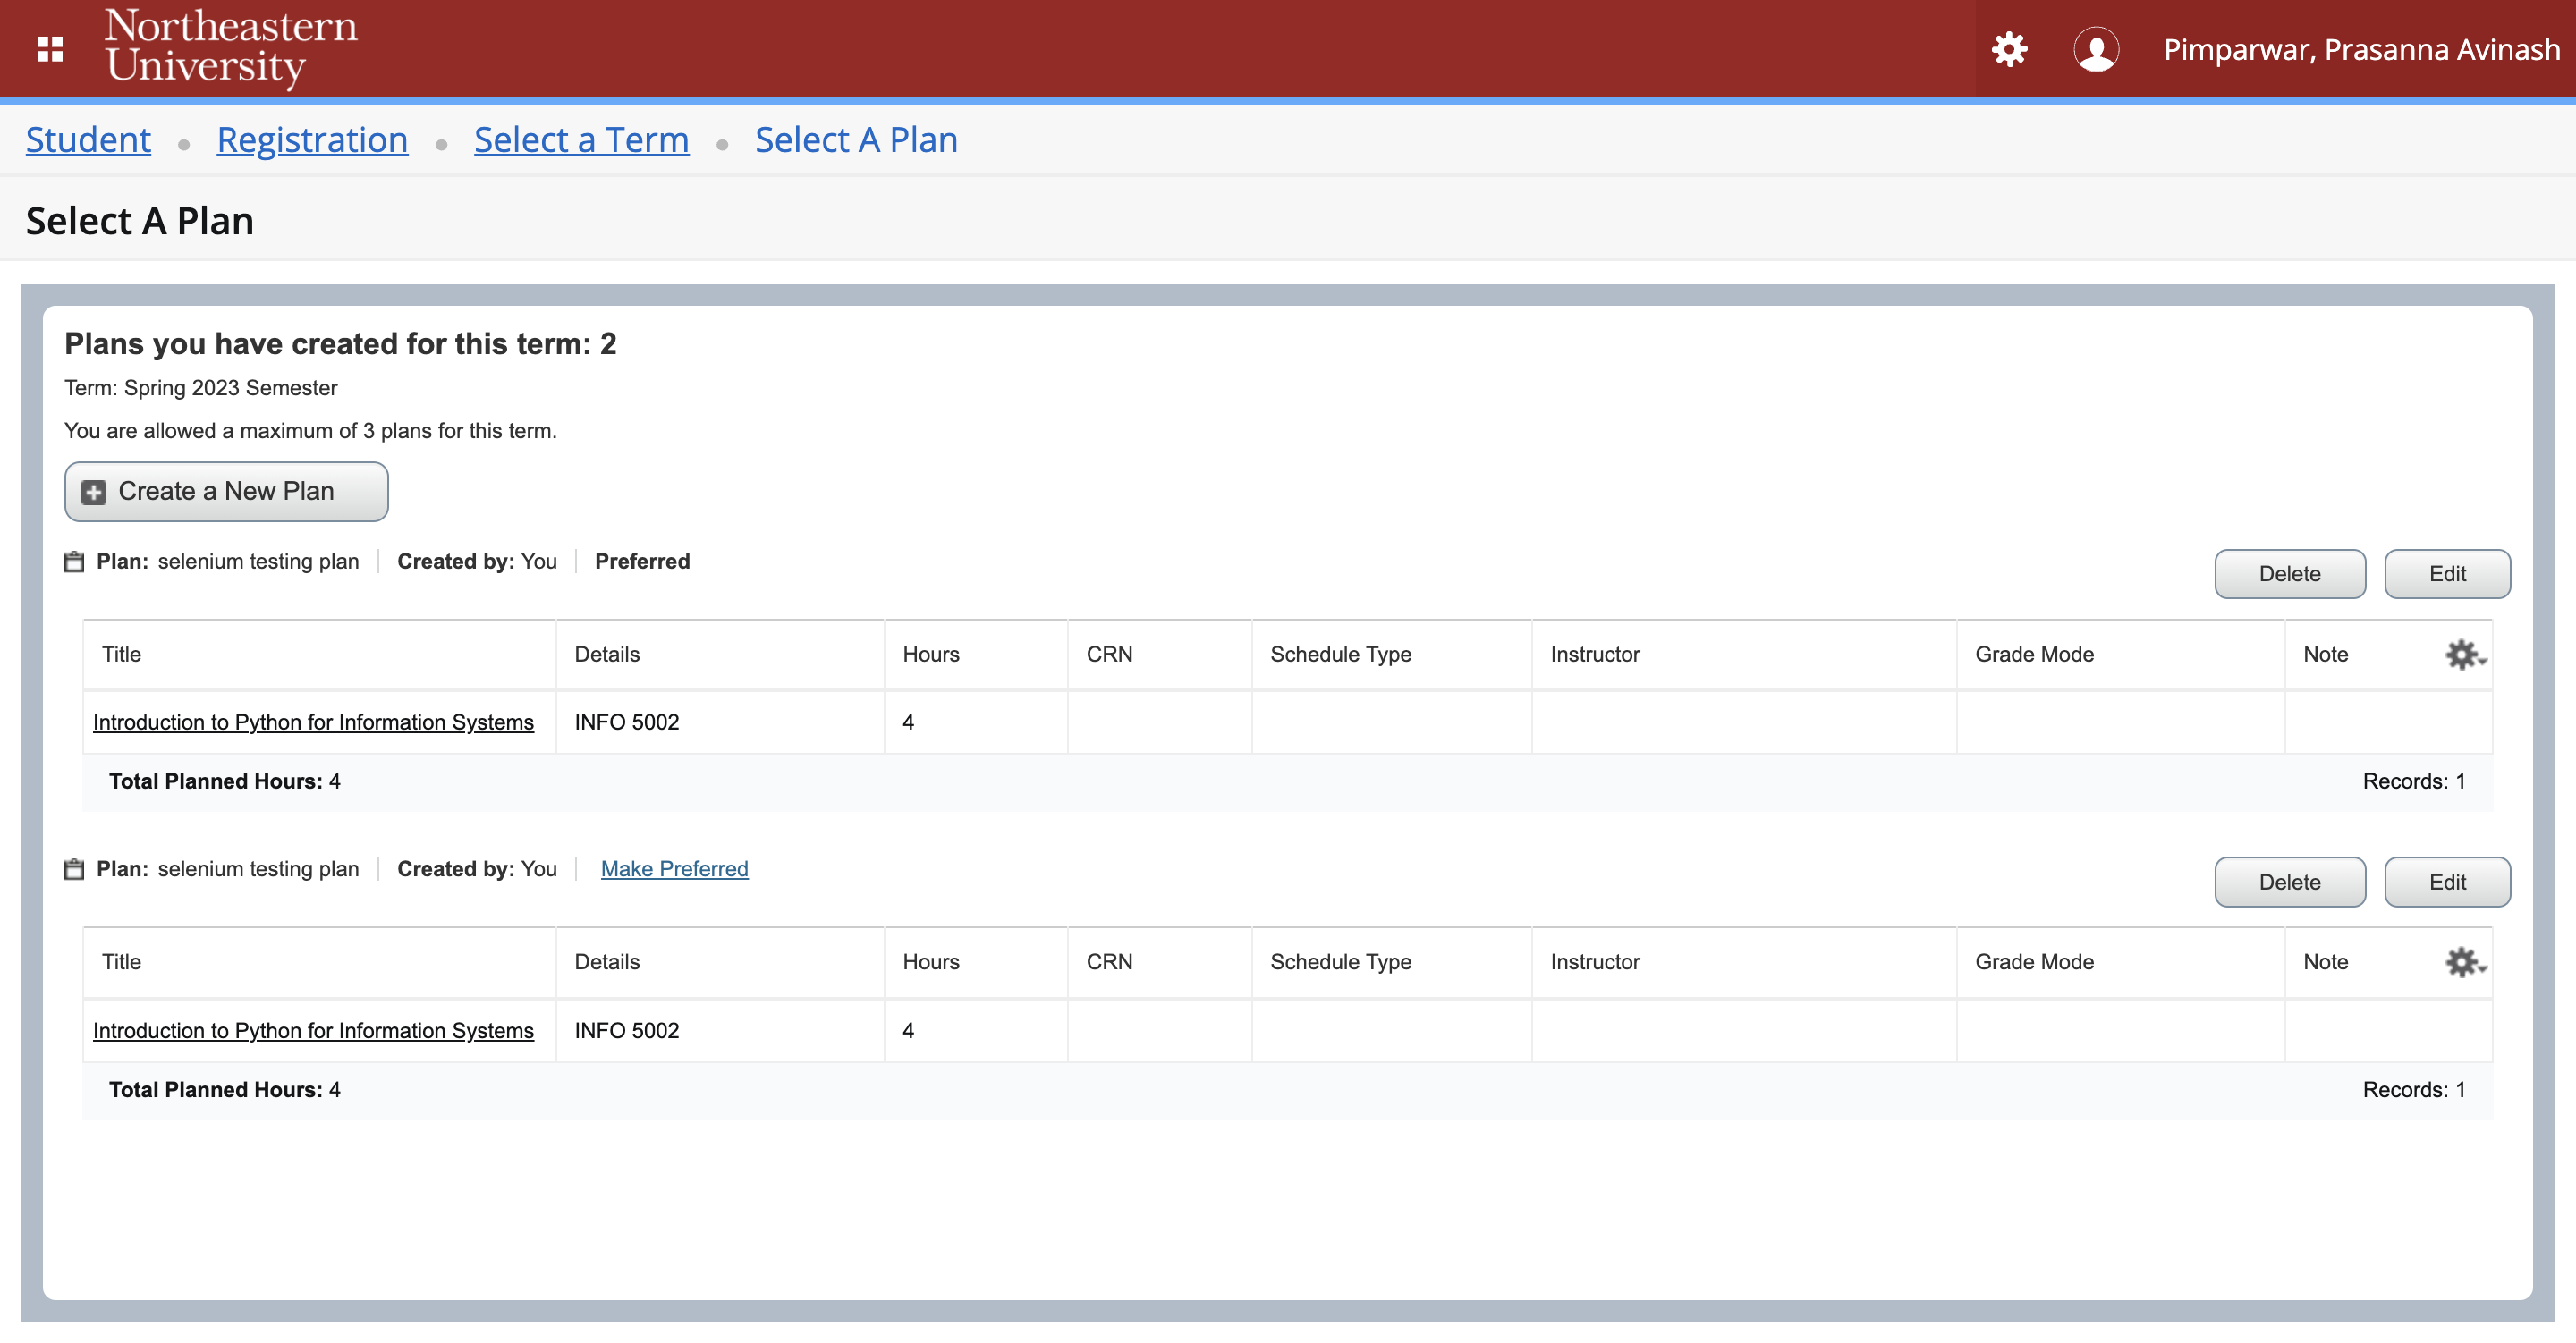 Northeastern
University
Pimparwar, Prasanna Avinash
Student Registration Select a Term Select A Plan
Select A Plan
Plans you have created for this term: 2
Term: Spring 2023 Semester
You are allowed a maximum of 3 plans for this term.
Create a New Plan
Plan: selenium testing plan Created by: You Preferred Delete Edit
Title Details Hours CRN Schedule Type Instructor Grade Mode Note
Introduction to Python for Information Systems INFO 5002 4
Total Planned Hours: 4 Records: 1
Plan: selenium testing plan Created by: You Make Preferred Delete Edit
Title Details Hours CRN Schedule Type Instructor Grade Mode Note
Introduction to Python for Information Systems INFO 5002 4
Total Planned Hours: 4 Records: 1